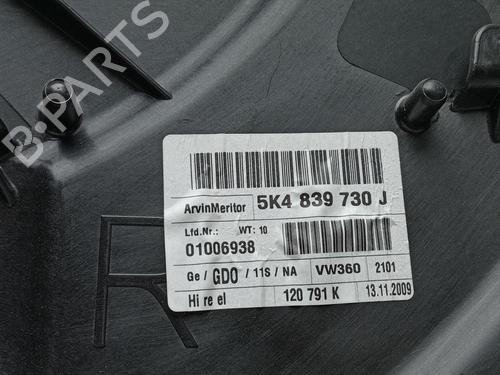 B-PARTS
ArvinMeritor 5K4 839 730 J
Lfd.Nr.: WT: 10
01006938
Ge / GDO / 11S / NA VW360 2101
Hi re el 120 791 K 13.11.2009
R